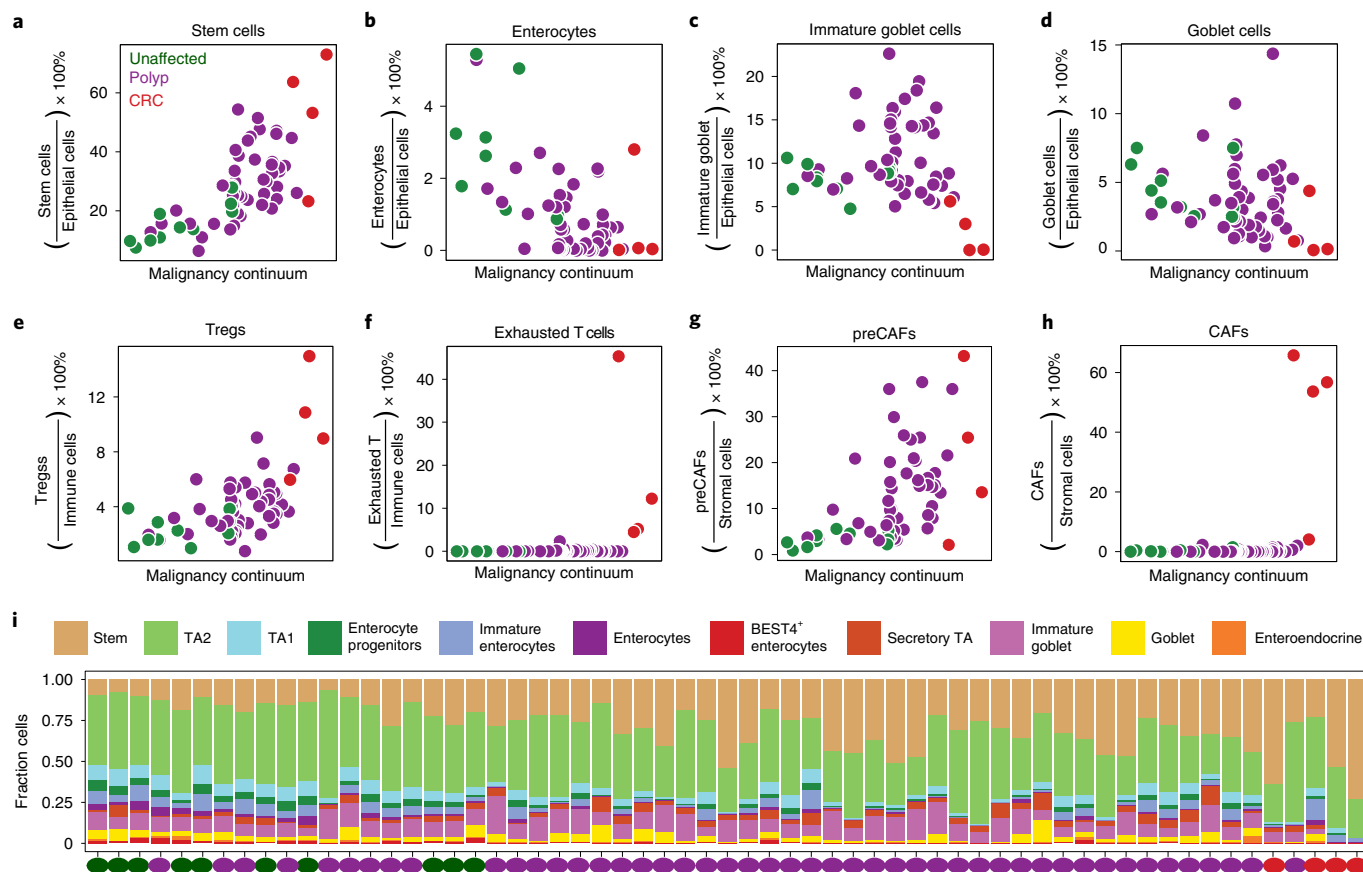 a
Stem cells
Unaffected
Polyp
CRC
( Stem cells / Epithelial cells ) × 100%
60
40
20
Malignancy continuum
b
Enterocytes
( Enterocytes / Epithelial cells ) × 100%
4
2
0
Malignancy continuum
c
Immature goblet cells
( Immature goblet / Epithelial cells ) × 100%
20
15
10
5
0
Malignancy continuum
d
Goblet cells
( Goblet cells / Epithelial cells ) × 100%
15
10
5
0
Malignancy continuum
e
Tregs
( Tregss / Immune cells ) × 100%
12
8
4
Malignancy continuum
f
Exhausted T cells
( Exhausted T / Immune cells ) × 100%
40
30
20
10
0
Malignancy continuum
g
preCAFs
( preCAFs / Stromal cells ) × 100%
40
30
20
10
0
Malignancy continuum
h
CAFs
( CAFs / Stromal cells ) × 100%
60
40
20
0
Malignancy continuum
i
Stem
TA2
TA1
Enterocyte
progenitors
Immature
enterocytes
Enterocytes
BEST4⁺
enterocytes
Secretory TA
Immature
goblet
Goblet
Enteroendocrine
Fraction cells
1.00
0.75
0.50
0.25
0